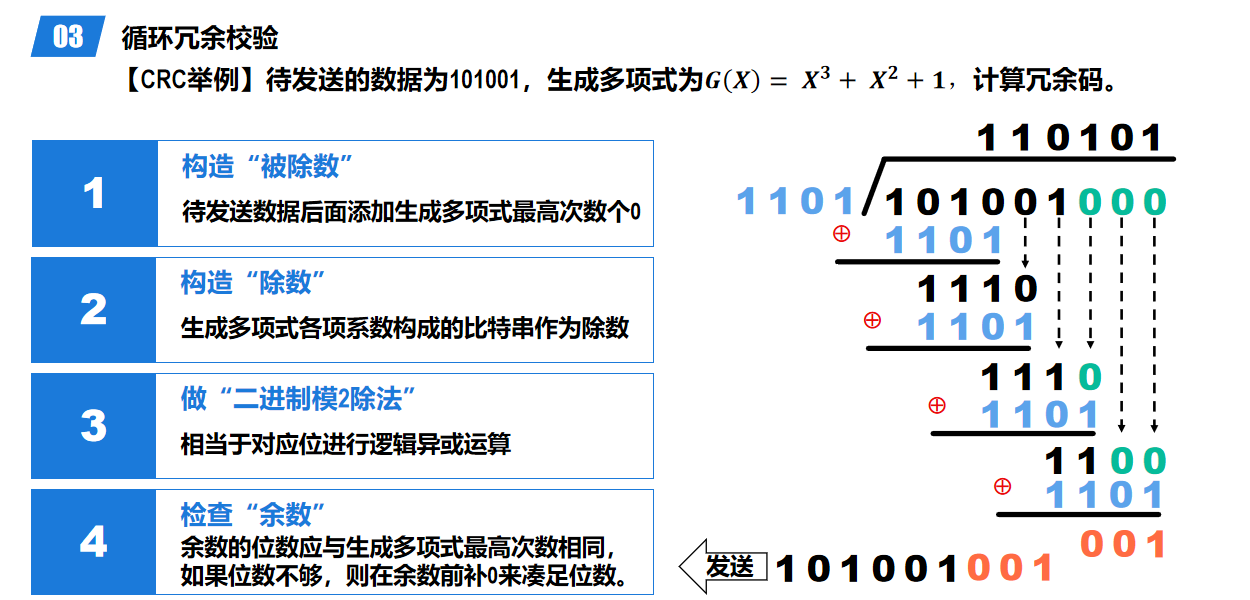 03 循环冗余校验
【CRC举例】待发送的数据为101001，生成多项式为G(X) = X³ + X² + 1，计算冗余码。
1
构造“被除数”
待发送数据后面添加生成多项式最高次数个0
2
构造“除数”
生成多项式各项系数构成的比特串作为除数
3
做“二进制模2除法”
相当于对应位进行逻辑异或运算
4
检查“余数”
余数的位数应与生成多项式最高次数相同，
如果位数不够，则在余数前补0来凑足位数。
110101
1101 101001000
⊕ 1101
1110
⊕ 1101
1110
⊕ 1101
1100
⊕ 1101
001
发送 101001001